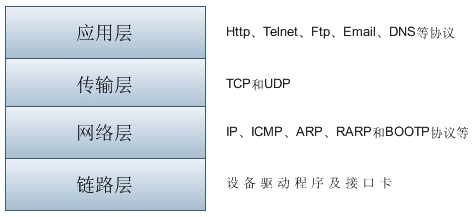 应用层 Http、Telnet、Ftp、Email、DNS等协议
传输层 TCP和UDP
网络层 IP、ICMP、ARP、RARP和BOOTP协议等
链路层 设备驱动程序及接口卡